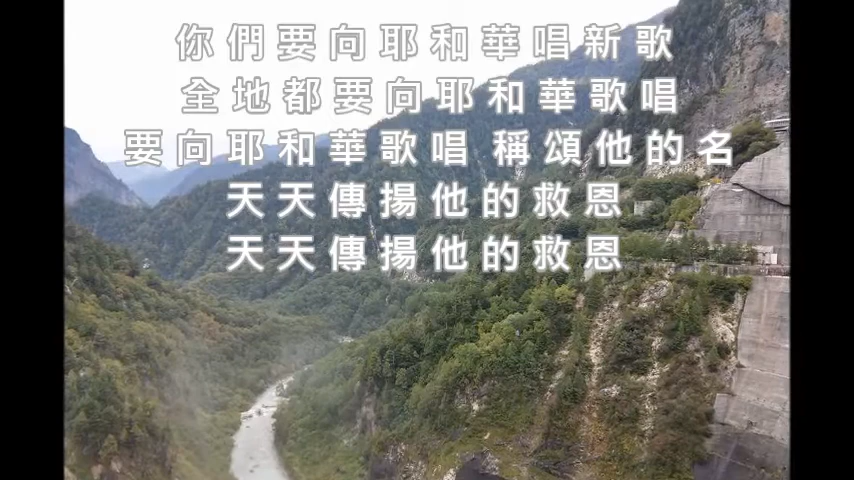 你們要向耶和華唱新歌
全地都要向耶和華歌唱
要向耶和華歌唱 稱頌他的名
天天傳揚他的救恩
天天傳揚他的救恩